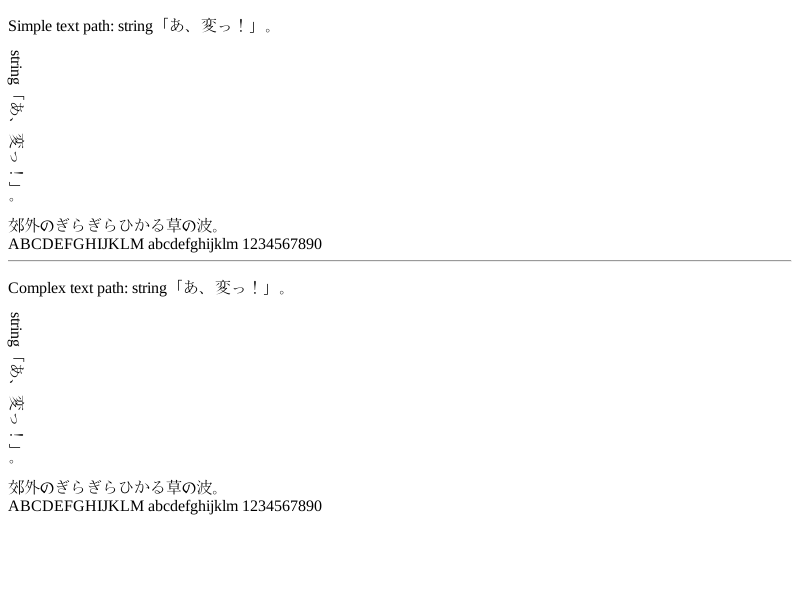 Simple text path: string「あ、変っ！」。
string「あ、変っ！」。
郊外のぎらぎらひかる草の波。
ABCDEFGHIJKLM abcdefghijklm 1234567890
Complex text path: string「あ、変っ！」。
string「あ、変っ！」。
郊外のぎらぎらひかる草の波。
ABCDEFGHIJKLM abcdefghijklm 1234567890